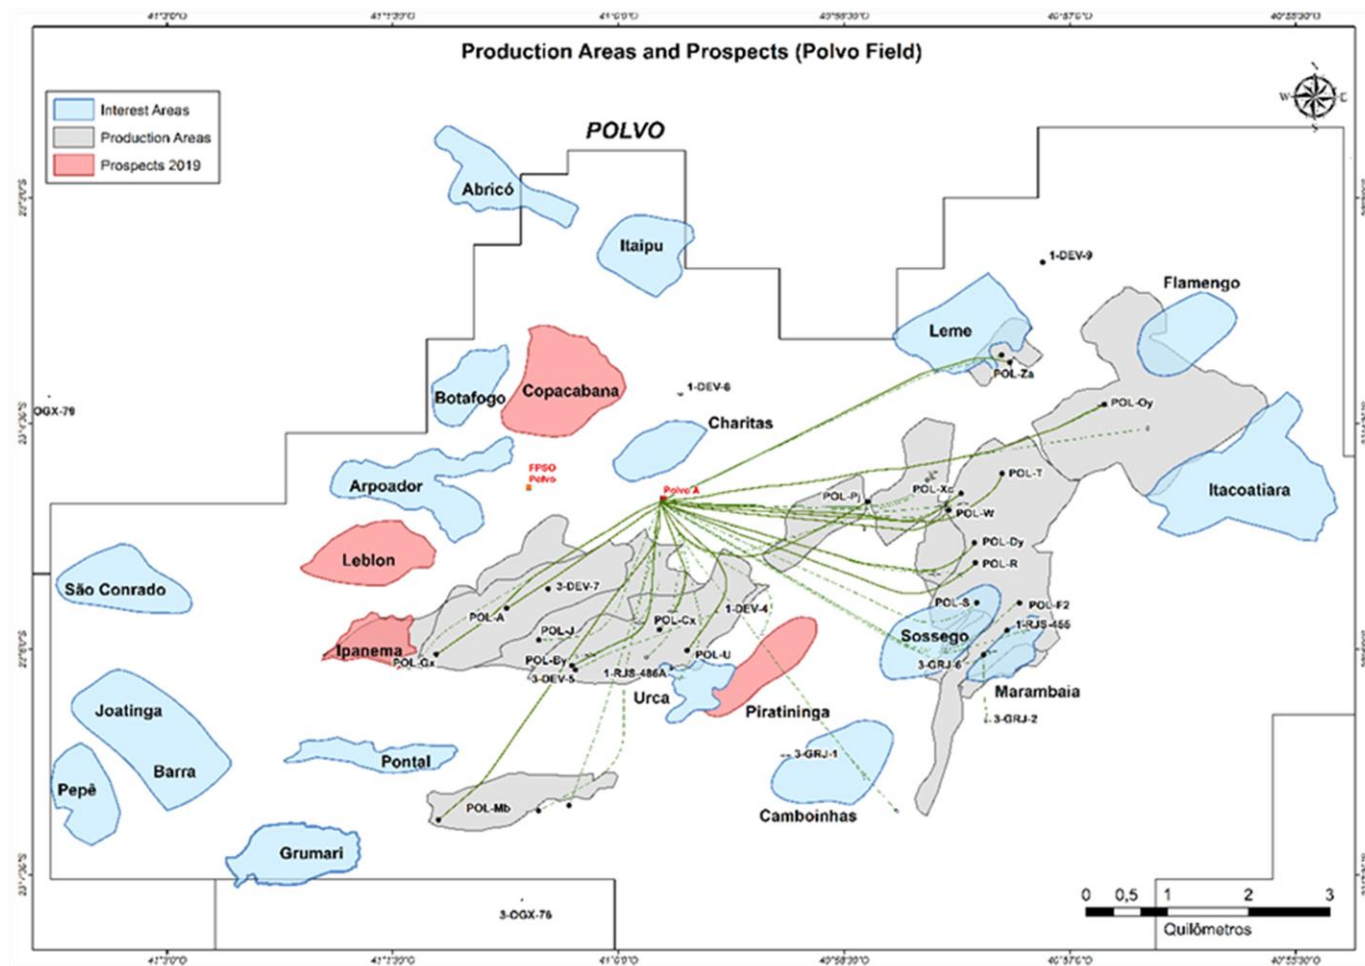 Production Areas and Prospects (Polvo Field)
Interest Areas
Production Areas
Prospects 2019
POLVO
Abricó
Itaipu
1-DEV-9
Flamengo
Leme
POL-Za
Copacabana
Botafogo
1-DEV-6
POL-Oy
Charitas
FPSO
Polvo
Arpoador
Polvo A
POL-T
POL-Xc
POL-Pj
POL-W
Itacoatiara
Leblon
POL-Dy
POL-R
São Conrado
3-DEV-7
POL-A
1-DEV-4
POL-S
POL-F2
POL-Cx
1-RJS-455
POL-J
Sossego
Ipanema
POL-Gx
POL-By
POL-U
3-GRJ-6
1-RJS-486A
3-DEV-5
Marambaia
Urca
Piratininga
3-GRJ-2
Joatinga
3-GRJ-1
Pontal
Barra
Pepê
POL-Mb
Camboinhas
Grumari
3-OGX-76
0 0,5 1 2 3
Quilômetros